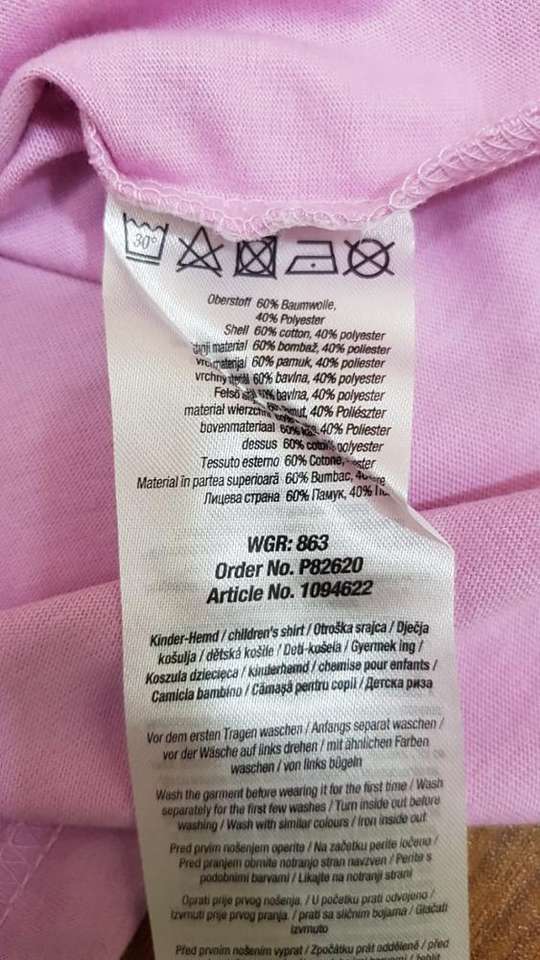 30°
Oberstoff 60% Baumwolle,
40% Polyester
Shell 60% cotton, 40% polyester
material 60% bombaž, 40% poliester
60% pamuk, 40% poliester
vrchný 60% bavlna, 40% polyester
Felső bavlna, 40% polyester
material wierzchni 40% Poliészter
bovenmateriaal 60% 40% Poliester
dessus 60% polyester
Tessuto esterno 60% Cotone,
Material în partea superioară 60% Bumbac,
Лицева страна 60% Памук, 40%
WGR: 863
Order No. P82620
Article No. 1094622
Kinder-Hemd / children's shirt / Otroška srajca / Dječja
košulja / dětská košile / Deti-košeľa / Gyermek ing /
Koszula dziecięca / kinderhemd / chemise pour enfants /
Camicia bambino / Cămașă pentru copii / Детска риза
Vor dem ersten Tragen waschen / Anfangs separat waschen /
vor der Wäsche auf links drehen / mit ähnlichen Farben
waschen / von links bügeln
Wash the garment before wearing it for the first time / Wash
separately for the first few washes / Turn inside out before
washing / Wash with similar colours / Iron inside out
Pred prvim nošenjem operite / Na začetku perite ločeno /
Pred pranjem obrnite notranjo stran navzven / Perite s
podobnimi barvami / Likajte na notranji strani
Oprati prije prvog nošenja. / U početku prati odvojeno /
izvrnuti prije prvog pranja. / prati sa sličnim bojama / Glačati
izvrnuto
Před prvním nošením vyprat / Zpočátku prát odděleně / před